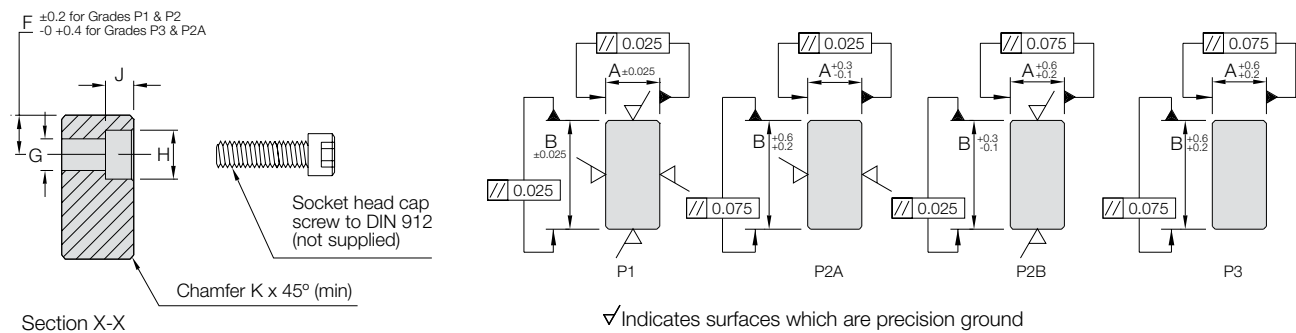 F ±0.2 for Grades P1 & P2
-0 +0.4 for Grades P3 & P2A
J
G
H
Socket head cap
screw to DIN 912
(not supplied)
Chamfer K x 45º (min)
Section X-X
// 0.025
A ±0.025
B ±0.025
// 0.025
P1
// 0.025
A +0.3 -0.1
B +0.6 +0.2
// 0.075
P2A
// 0.075
A +0.6 +0.2
B +0.3 -0.1
// 0.025
P2B
// 0.075
A +0.6 +0.2
B +0.6 +0.2
// 0.075
P3
Indicates surfaces which are precision ground